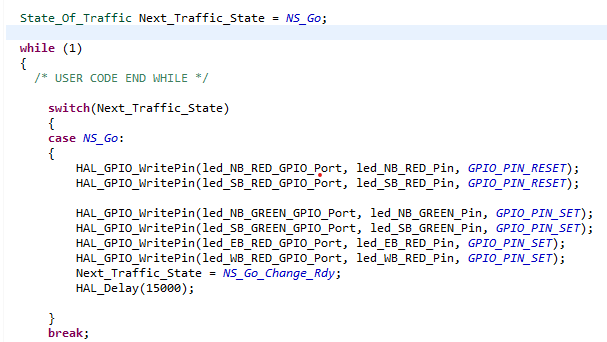 State_Of_Traffic Next_Traffic_State = NS_Go;
while (1)
{
/* USER CODE END WHILE */
switch(Next_Traffic_State)
{
case NS_Go:
{
HAL_GPIO_WritePin(led_NB_RED_GPIO_Port, led_NB_RED_Pin, GPIO_PIN_RESET);
HAL_GPIO_WritePin(led_SB_RED_GPIO_Port, led_SB_RED_Pin, GPIO_PIN_RESET);
HAL_GPIO_WritePin(led_NB_GREEN_GPIO_Port, led_NB_GREEN_Pin, GPIO_PIN_SET);
HAL_GPIO_WritePin(led_SB_GREEN_GPIO_Port, led_SB_GREEN_Pin, GPIO_PIN_SET);
HAL_GPIO_WritePin(led_EB_RED_GPIO_Port, led_EB_RED_Pin, GPIO_PIN_SET);
HAL_GPIO_WritePin(led_WB_RED_GPIO_Port, led_WB_RED_Pin, GPIO_PIN_SET);
Next_Traffic_State = NS_Go_Change_Rdy;
HAL_Delay(15000);
}
break;